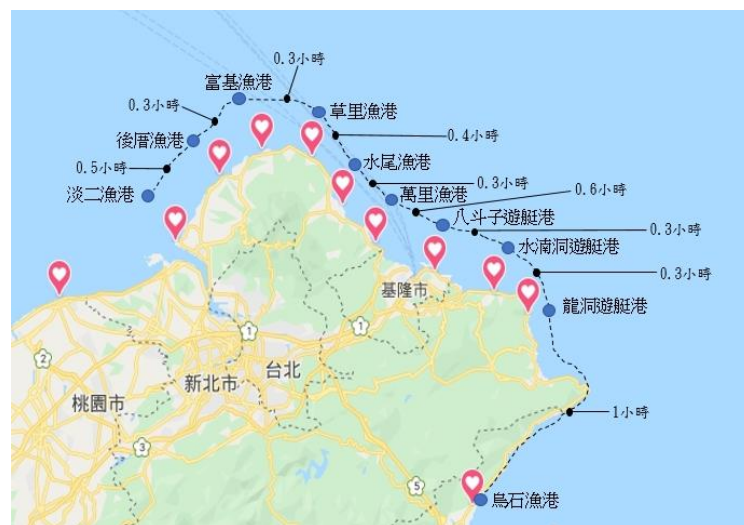 0.3小時
富基漁港
0.3小時
草里漁港
後厝漁港
0.4小時
0.5小時
水尾漁港
淡二漁港
0.3小時
萬里漁港
0.6小時
八斗子遊艇港
0.3小時
水湳洞遊艇港
0.3小時
基隆市
龍洞遊艇港
1
1
台北
新北市
2
桃園市
1小時
3
5
烏石漁港